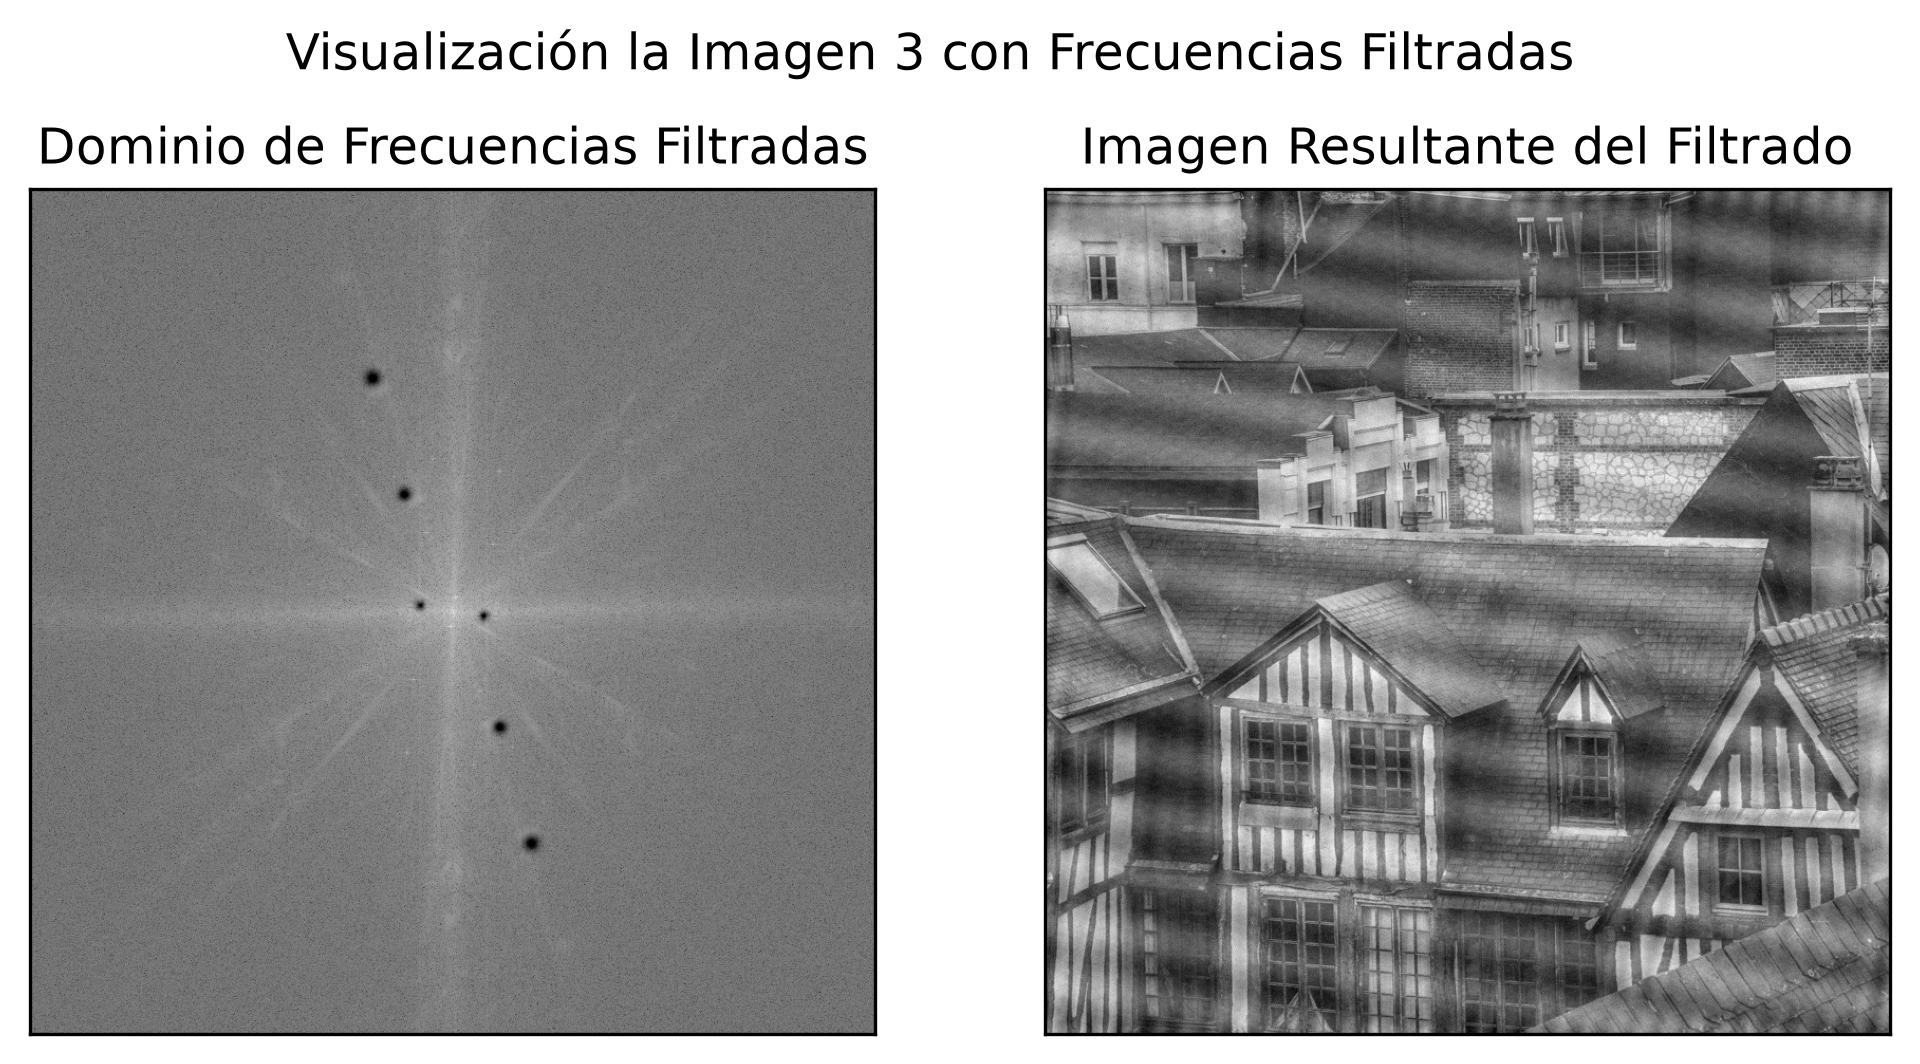 Visualización la Imagen 3 con Frecuencias Filtradas
Dominio de Frecuencias Filtradas
Imagen Resultante del Filtrado